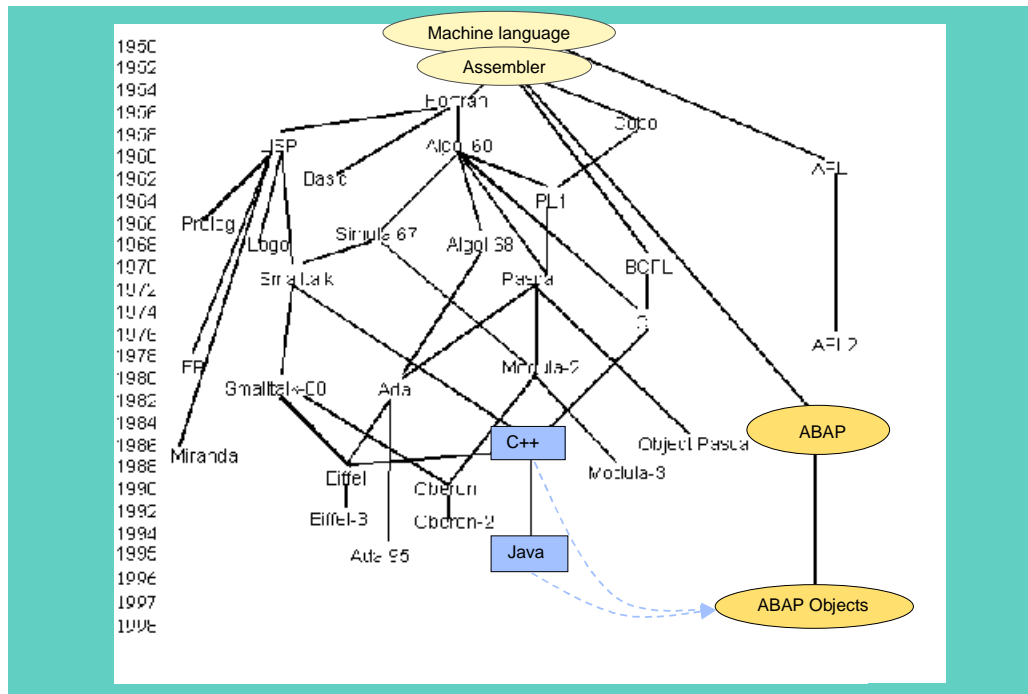 Machine language
1950
1952
Assembler
1954
Fortran
1956
Cobol
1958
LISP
Algol 60
1960
APL
1962
Basic
1964
PL1
1966
Prolog
Simula 67
1968
Logo
Algol 68
1970
BCPL
Smalltalk
Pascal
1972
1974
C
1976
APL2
1978
FP
Modula-2
1980
Smalltalk-80
Ada
1982
1984
ABAP
1986
C++
Object Pascal
Miranda
1988
Modula-3
Eiffel
1990
Oberon
1992
Eiffel-3
Oberon-2
1994
1995
Ada 95
Java
1996
1997
ABAP Objects
1998